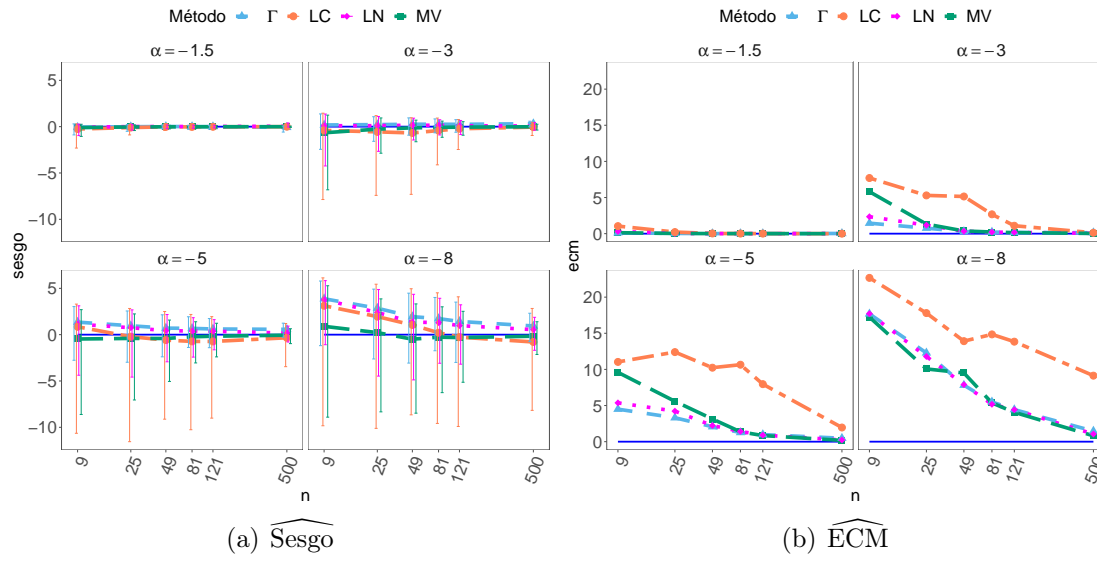 Método Γ LC LN MV
α = −1.5 α = −3
5
0
−5
−10
sesgo
α = −5 α = −8
5
0
−5
−10
9 25 49 81 121 500 9 25 49 81 121 500
n
(a) Sesgo
Método Γ LC LN MV
α = −1.5 α = −3
20
15
10
5
0
ecm
α = −5 α = −8
20
15
10
5
0
9 25 49 81 121 500 9 25 49 81 121 500
n
(b) ECM